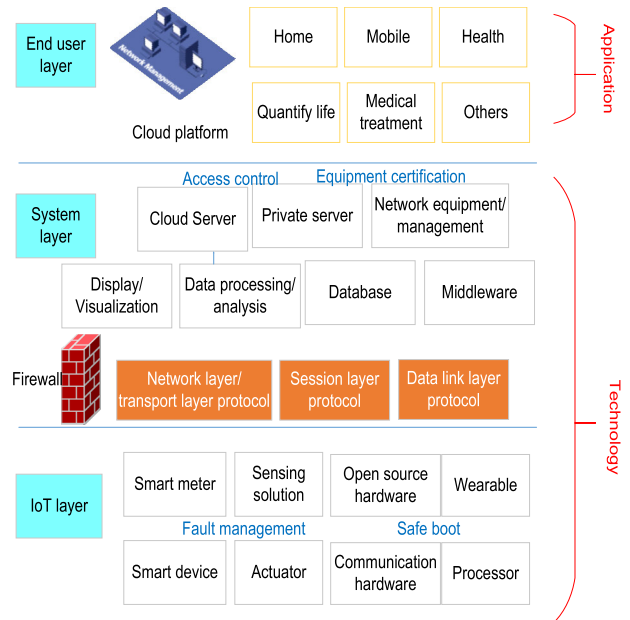 End user
layer
Network Management
Cloud platform
Home
Mobile
Health
Quantify life
Medical
treatment
Others
Application
Access control
Equipment certification
System
layer
Cloud Server
Private server
Network equipment/
management
Display/
Visualization
Data processing/
analysis
Database
Middleware
Firewall
Network layer/
transport layer protocol
Session layer
protocol
Data link layer
protocol
Technology
IoT layer
Smart meter
Sensing
solution
Open source
hardware
Wearable
Fault management
Safe boot
Smart device
Actuator
Communication
hardware
Processor